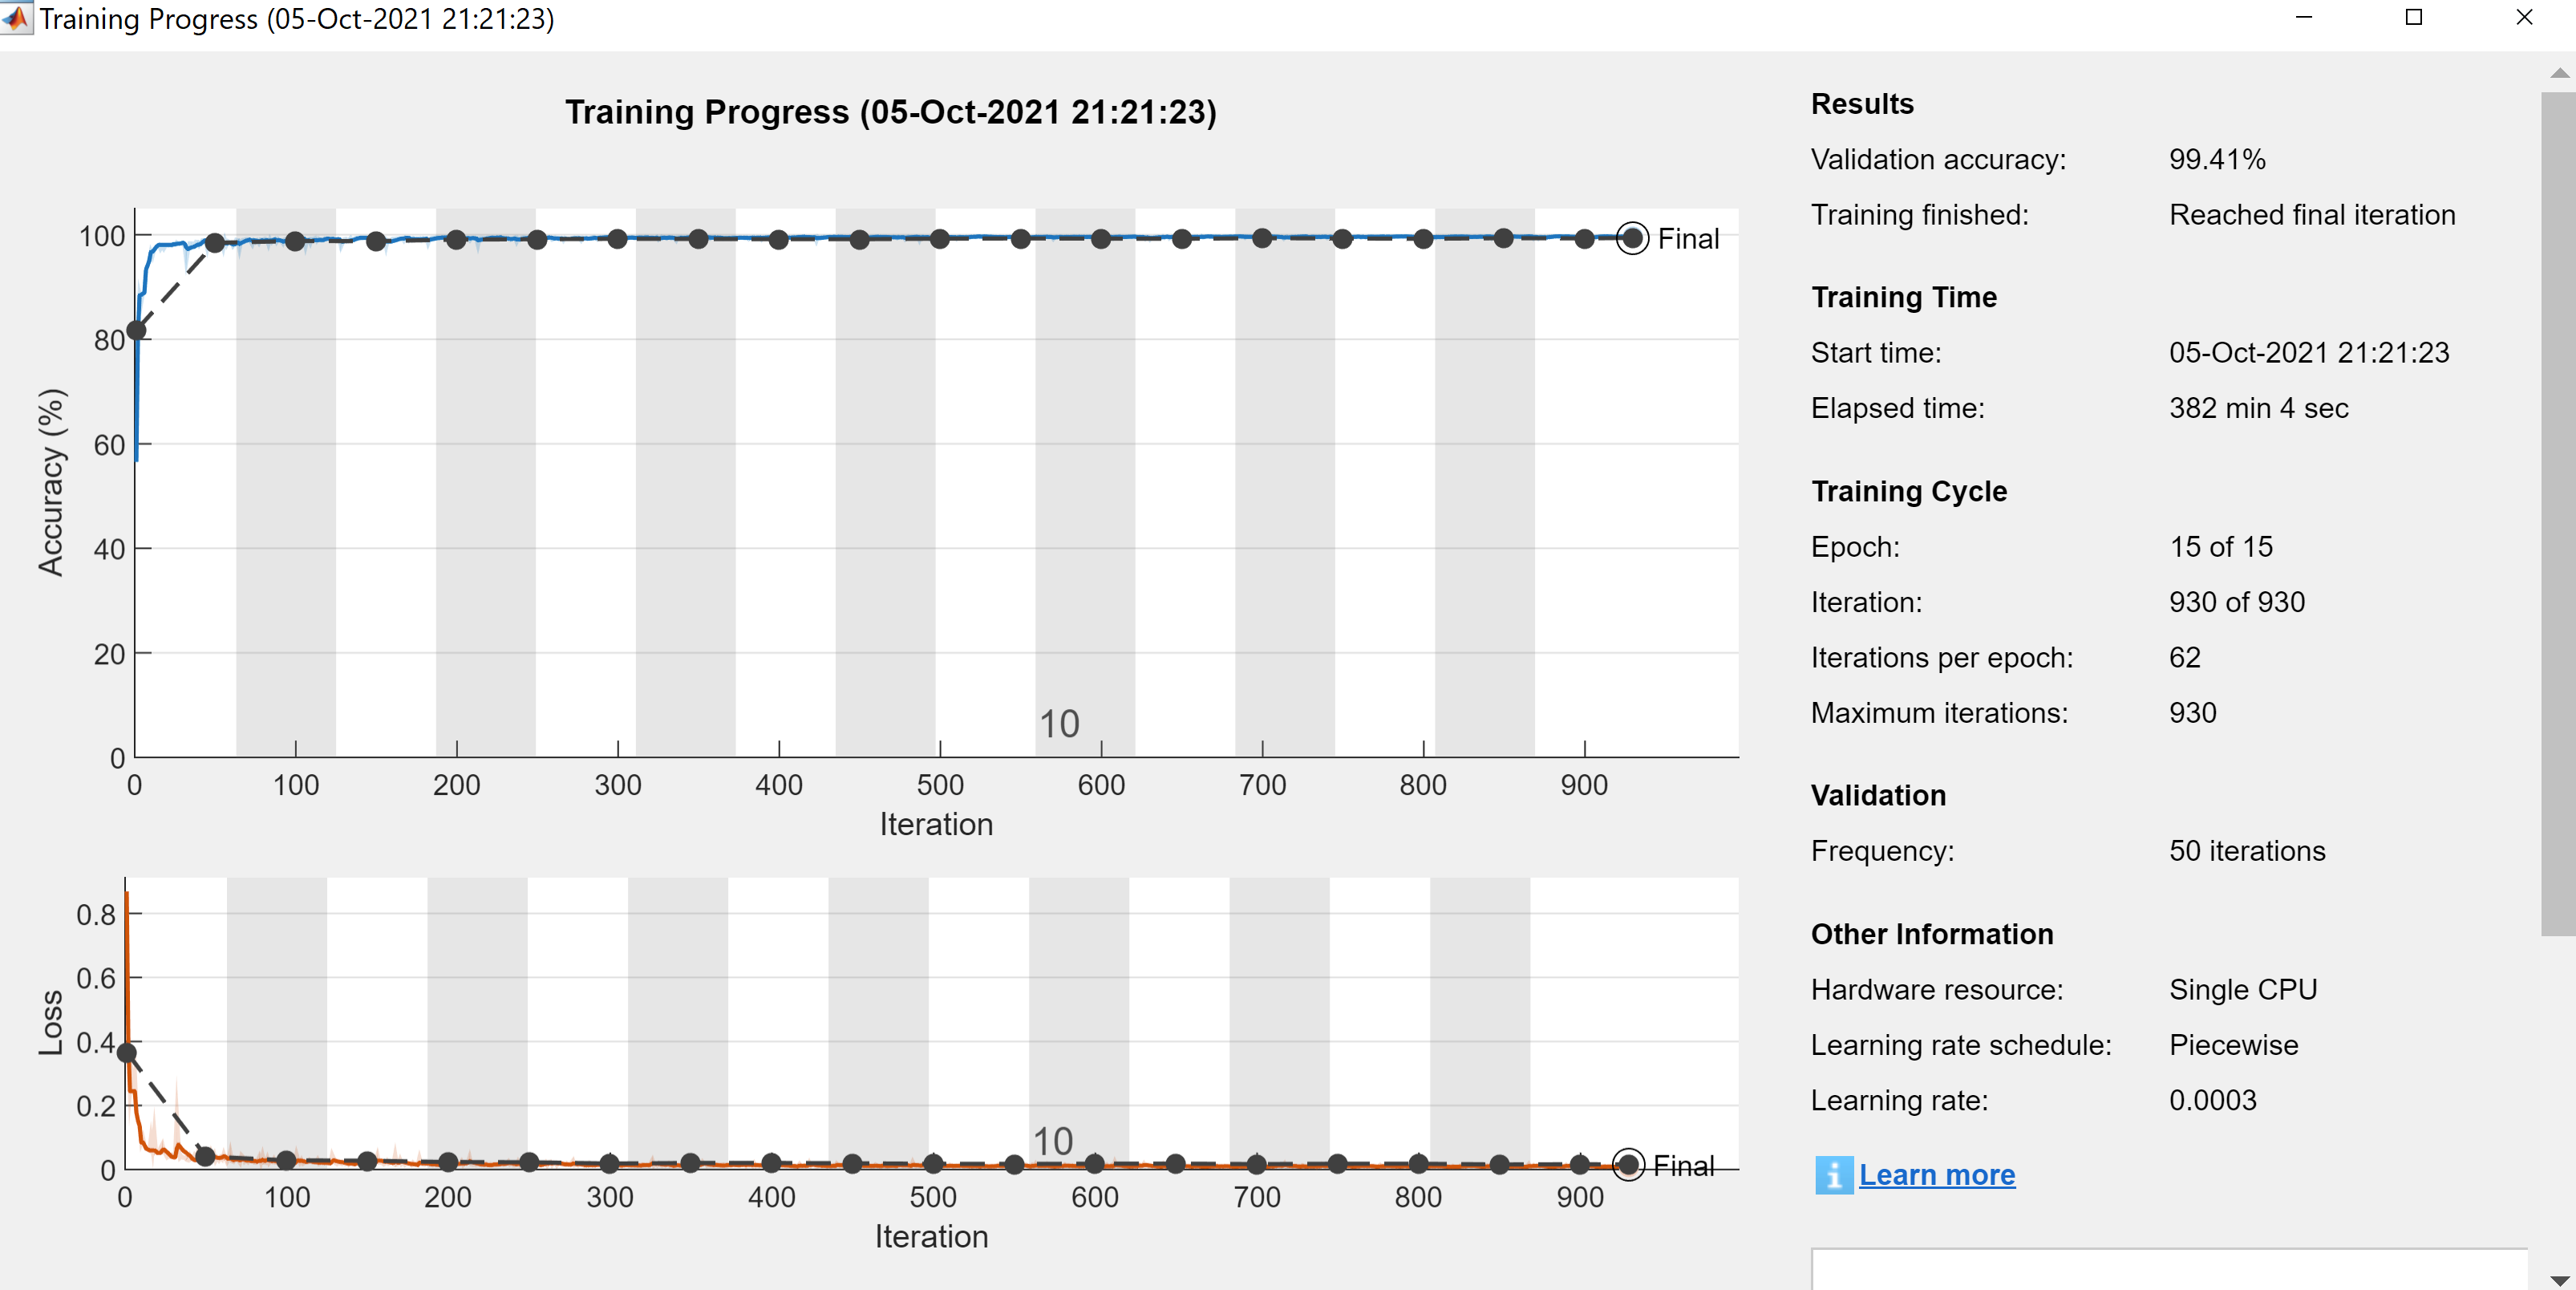 Training Progress (05-Oct-2021 21:21:23)
Training Progress (05-Oct-2021 21:21:23)
100
80
60
40
20
0
Accuracy (%)
Final
10
0 100 200 300 400 500 600 700 800 900
Iteration
0.8
0.6
0.4
0.2
0
Loss
10
Final
0 100 200 300 400 500 600 700 800 900
Iteration
Results
Validation accuracy: 99.41%
Training finished: Reached final iteration
Training Time
Start time: 05-Oct-2021 21:21:23
Elapsed time: 382 min 4 sec
Training Cycle
Epoch: 15 of 15
Iteration: 930 of 930
Iterations per epoch: 62
Maximum iterations: 930
Validation
Frequency: 50 iterations
Other Information
Hardware resource: Single CPU
Learning rate schedule: Piecewise
Learning rate: 0.0003
i Learn more